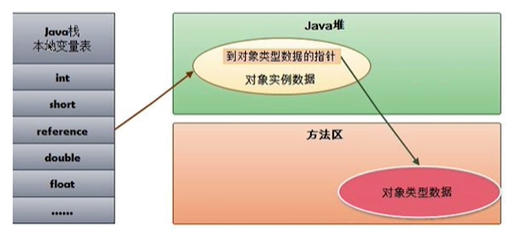 Java栈
本地变量表
int
short
reference
double
float
......
Java堆
到对象类型数据的指针
对象实例数据
方法区
对象类型数据